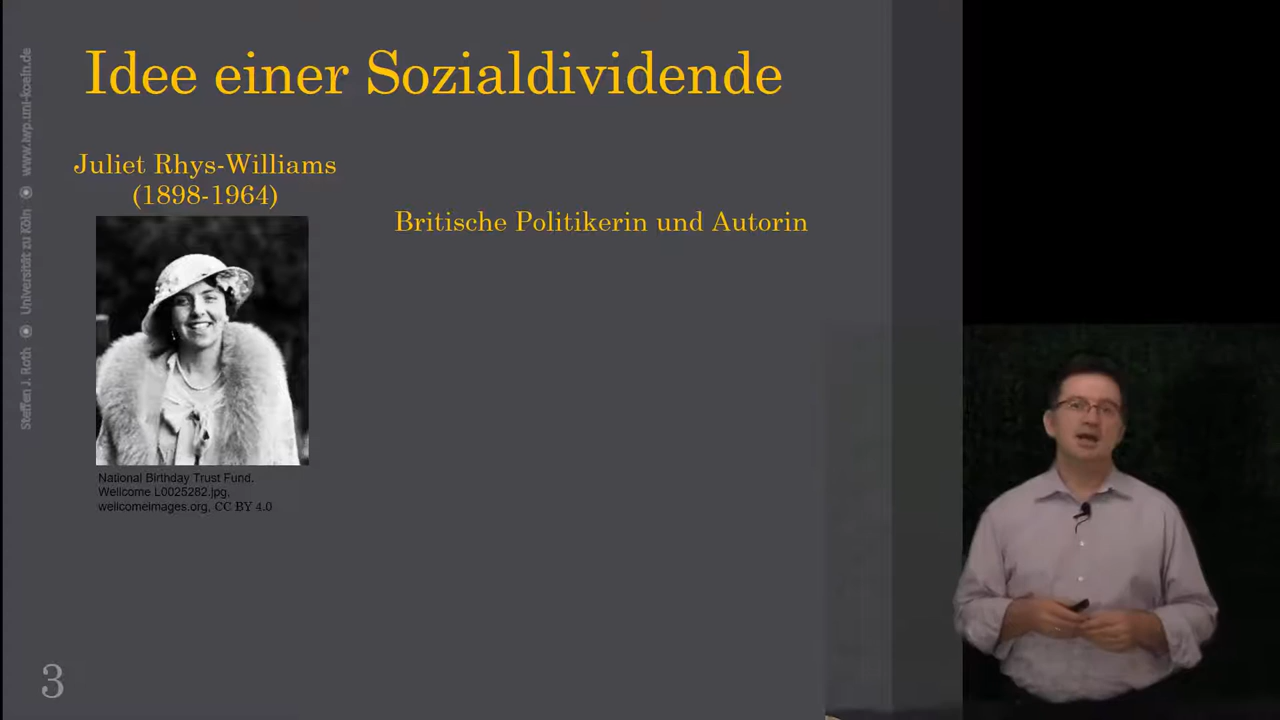 Idee einer Sozialdividende
Juliet Rhys-Williams
(1898-1964)
Britische Politikerin und Autorin
National Birthday Trust Fund.
Wellcome L0025282.jpg,
wellcomeimages.org, CC BY 4.0
Steffen J. Roth ◉ Universität zu Köln ◉ www.iwp.uni-koeln.de
3